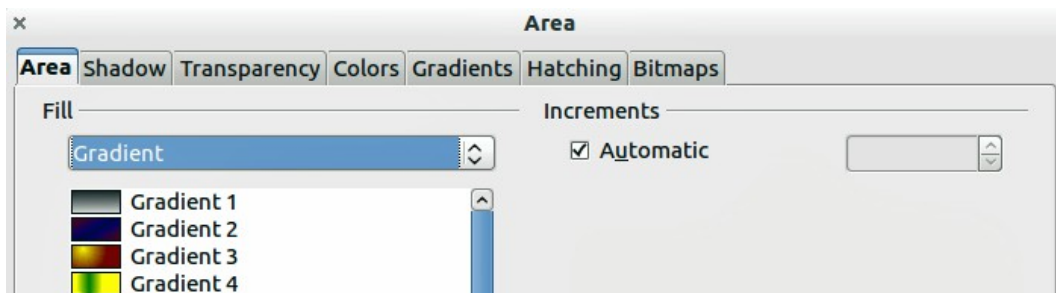 × Area
Area Shadow Transparency Colors Gradients Hatching Bitmaps
Fill Increments
Gradient Automatic
Gradient 1
Gradient 2
Gradient 3
Gradient 4